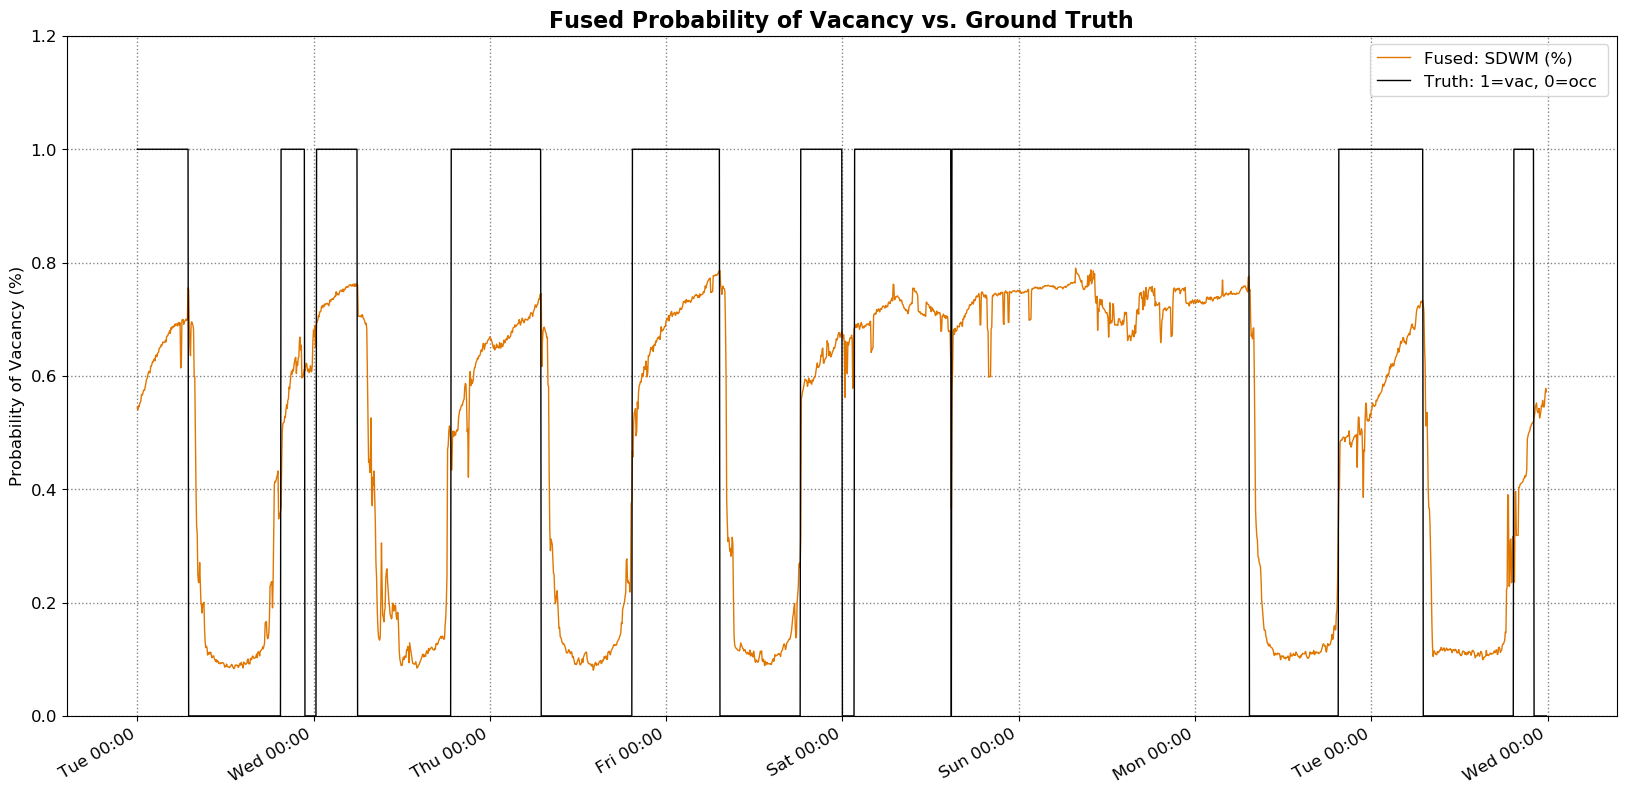 Fused Probability of Vacancy vs. Ground Truth
Fused: SDWM (%)
Truth: 1=vac, 0=occ
Probability of Vacancy (%)
1.2
1.0
0.8
0.6
0.4
0.2
0.0
Tue 00:00
Wed 00:00
Thu 00:00
Fri 00:00
Sat 00:00
Sun 00:00
Mon 00:00
Tue 00:00
Wed 00:00